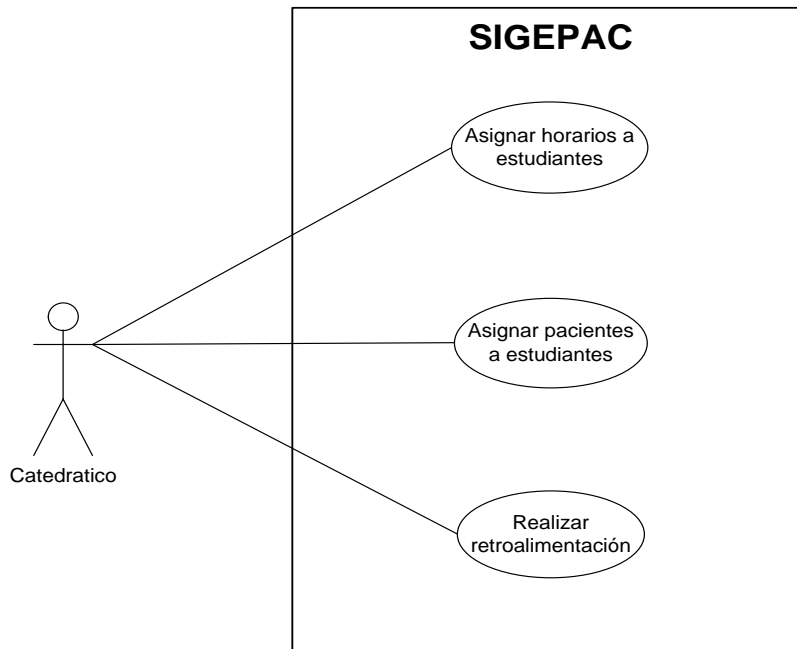 SIGEPAC
Asignar horarios a
estudiantes
Asignar pacientes
a estudiantes
Catedratico
Realizar
retroalimentación